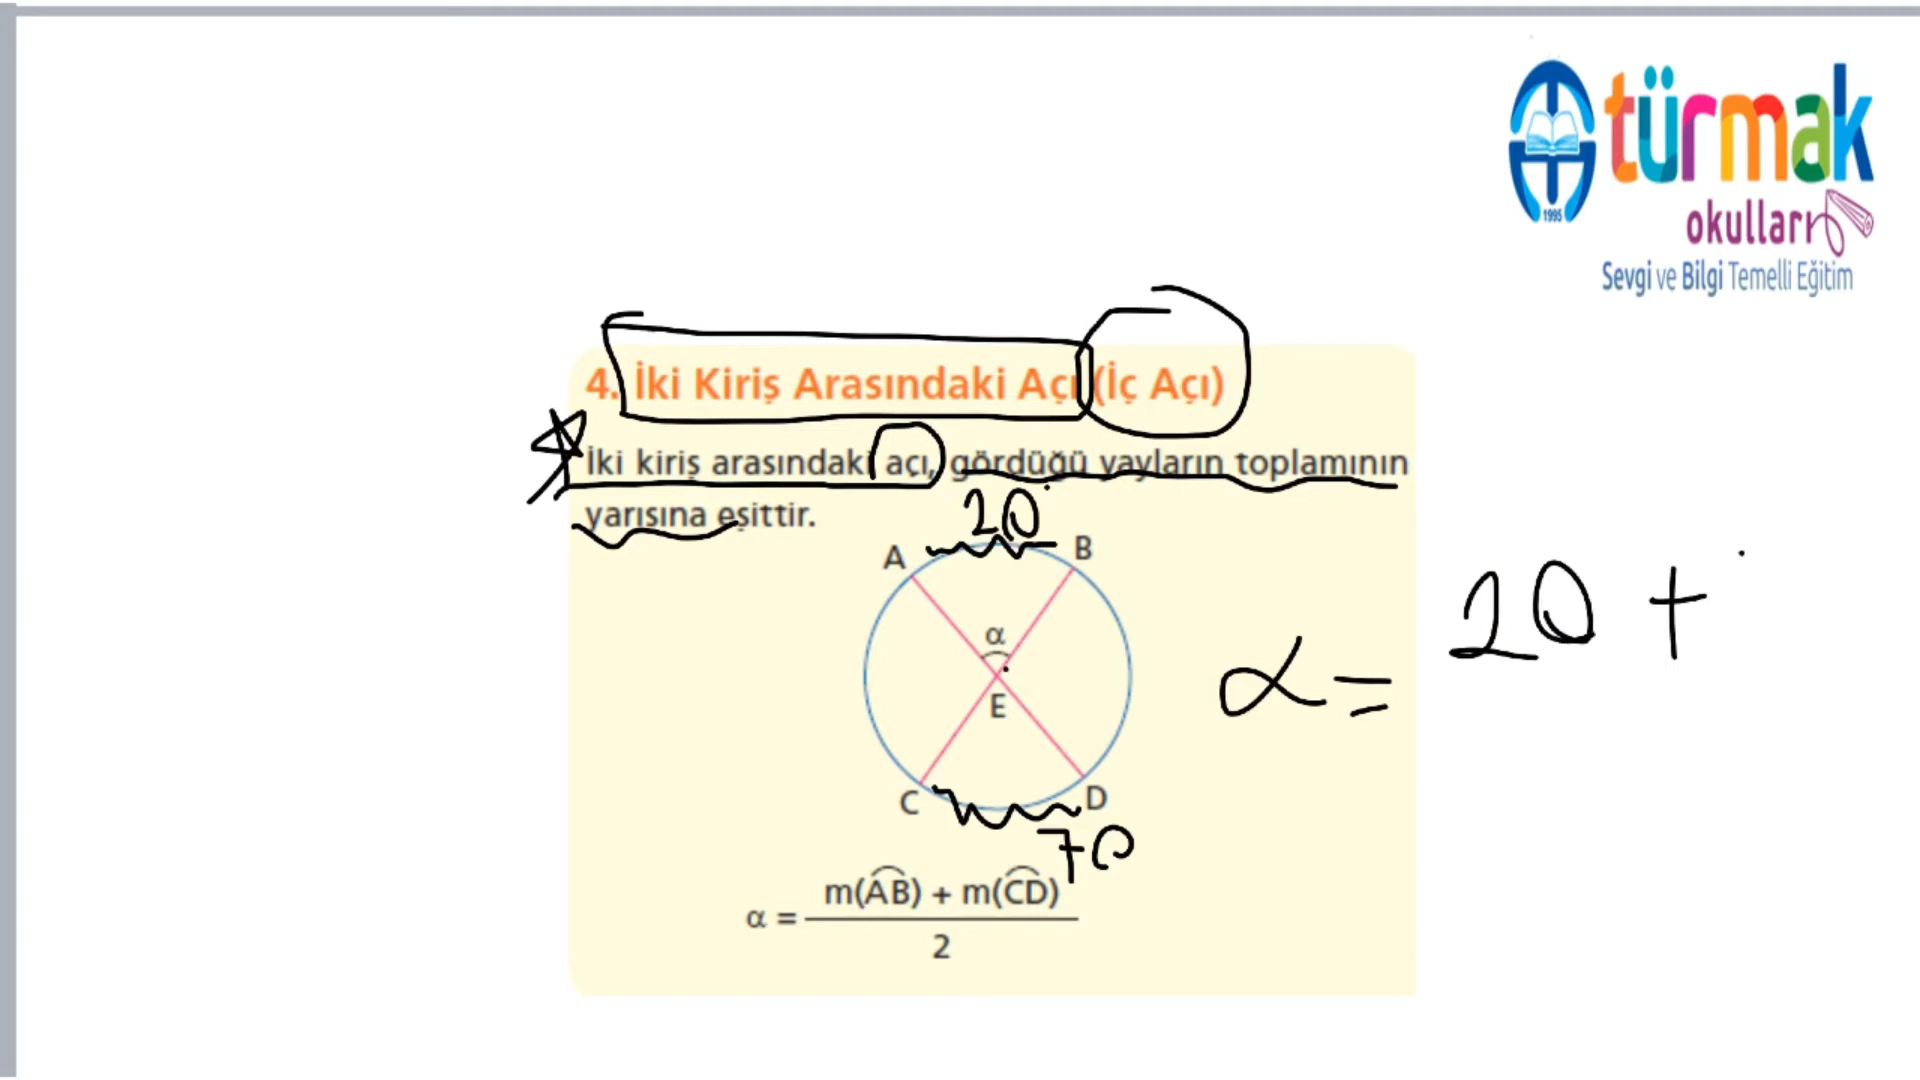 türmak
okulları
1995
Sevgi ve Bilgi Temelli Eğitim
4. İki Kiriş Arasındaki Açı (İç Açı)
İki kiriş arasındaki açı, gördüğü yayların toplamının
yarısına eşittir.
20
A
B
α
E
C
D
70
α = m(AB) + m(CD)
2
α = 20 +